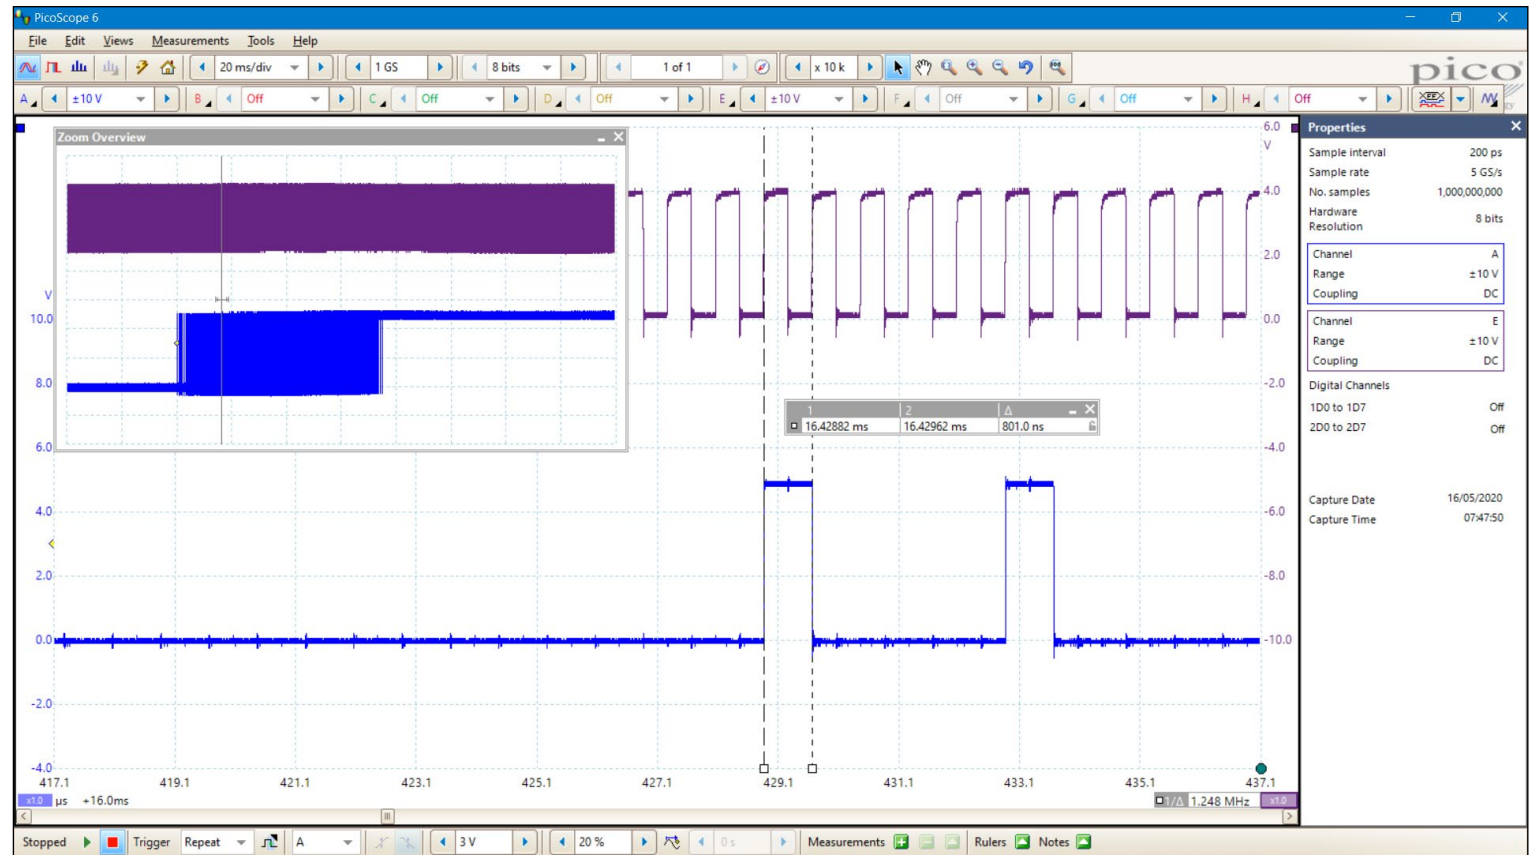 PicoScope 6
File Edit Views Measurements Tools Help
20 ms/div 1 GS 8 bits 1 of 1 x 10 k
pico
A ±10 V B Off C Off D Off E ±10 V F Off G Off H Off
Zoom Overview
6.0
V
4.0
2.0
0.0
-2.0
-4.0
-6.0
-8.0
-10.0
V
10.0
8.0
6.0
4.0
2.0
0.0
-2.0
-4.0
1 2 Δ
16.42882 ms 16.42962 ms 801.0 ns
417.1 419.1 421.1 423.1 425.1 427.1 429.1 431.1 433.1 435.1 437.1
x1.0 µs +16.0ms
1/Δ 1.248 MHz x1.0
Properties
Sample interval 200 ps
Sample rate 5 GS/s
No. samples 1,000,000,000
Hardware
Resolution 8 bits
Channel A
Range ±10 V
Coupling DC
Channel E
Range ±10 V
Coupling DC
Digital Channels
1D0 to 1D7 Off
2D0 to 2D7 Off
Capture Date 16/05/2020
Capture Time 07:47:50
Stopped Trigger Repeat A 3 V 20 % 0 s Measurements Rulers Notes